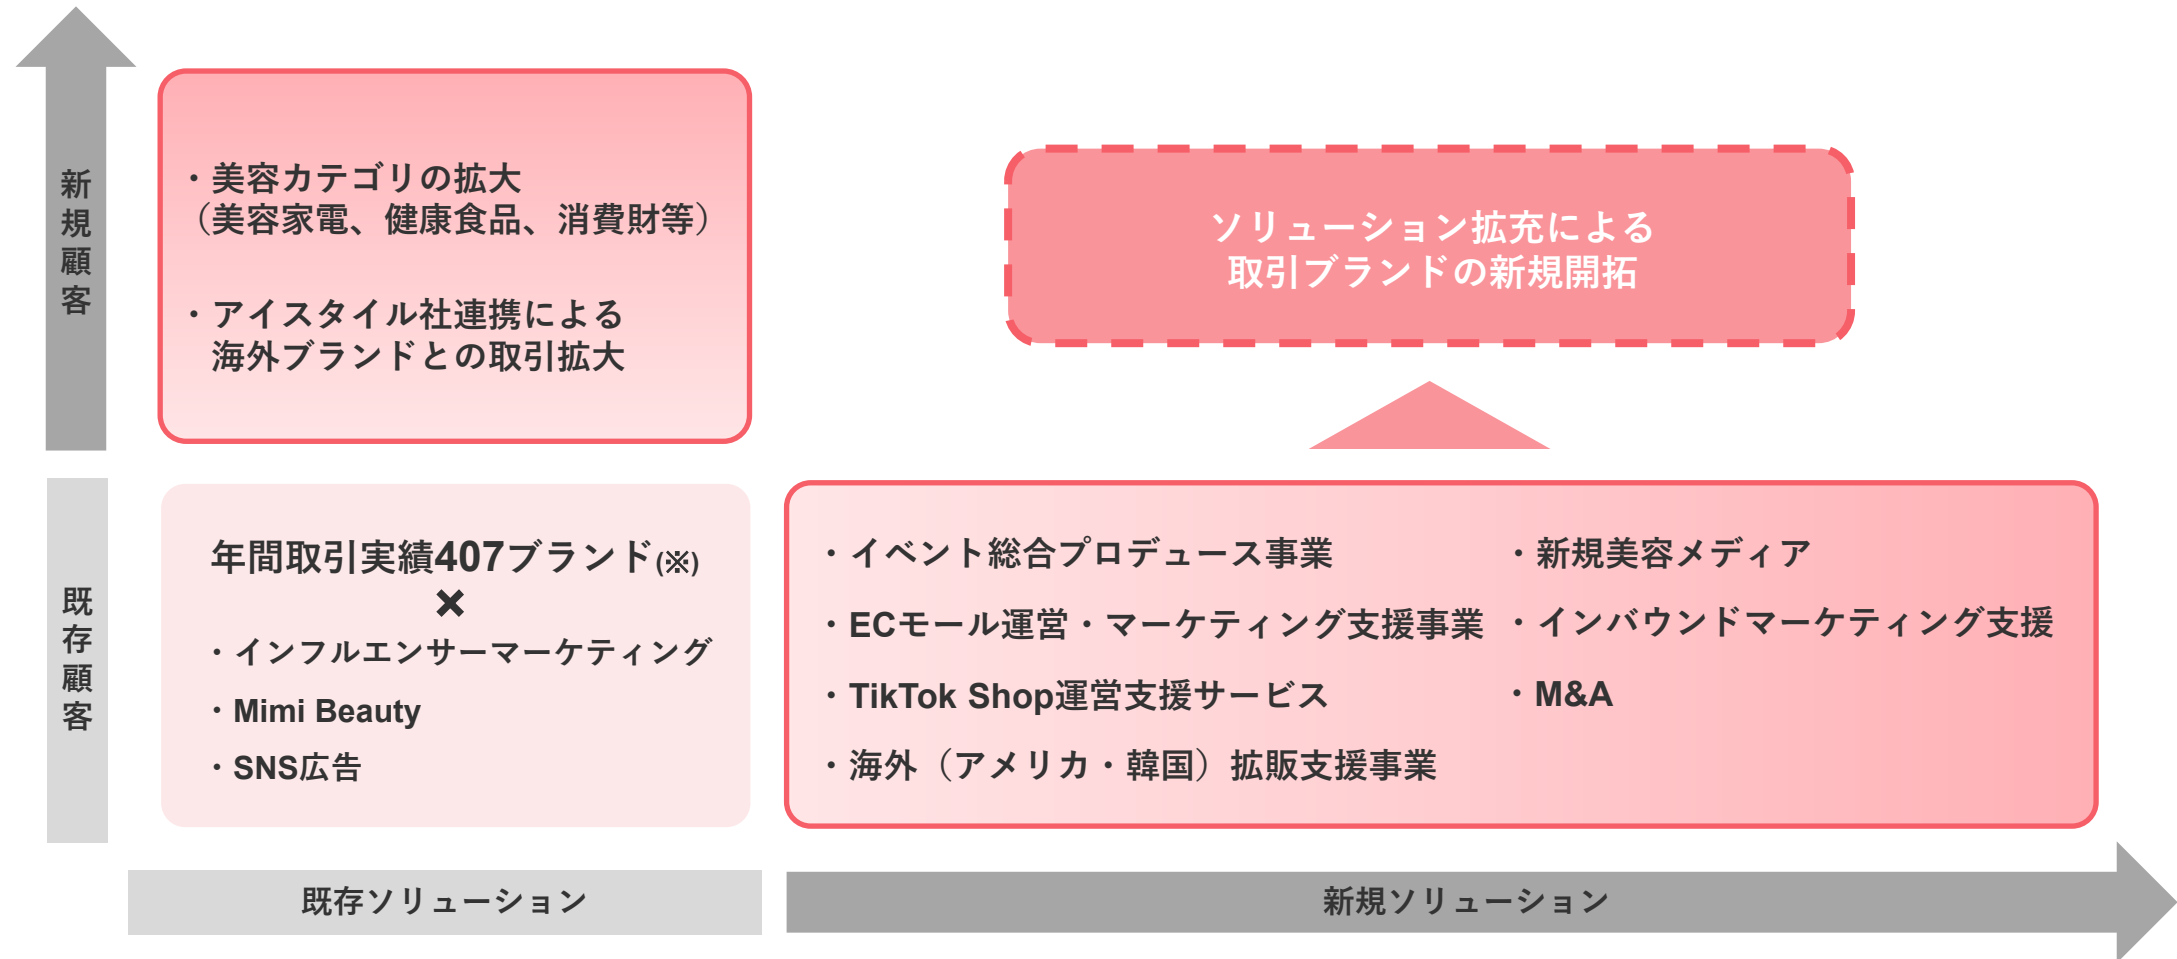 新規顧客
・美容カテゴリの拡大
（美容家電、健康食品、消費財等）
・アイスタイル社連携による
海外ブランドとの取引拡大
ソリューション拡充による
取引ブランドの新規開拓
既存顧客
年間取引実績407ブランド(※)
✖
・インフルエンサーマーケティング
・Mimi Beauty
・SNS広告
・イベント総合プロデュース事業
・ECモール運営・マーケティング支援事業
・TikTok Shop運営支援サービス
・海外（アメリカ・韓国）拡販支援事業
・新規美容メディア
・インバウンドマーケティング支援
・M&A
既存ソリューション
新規ソリューション